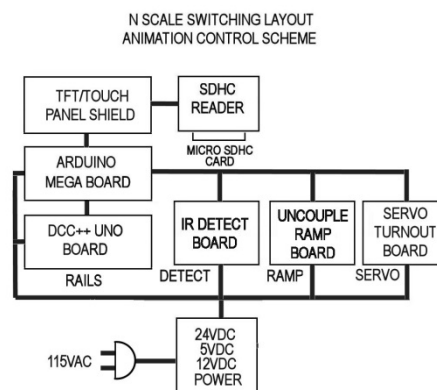 N SCALE SWITCHING LAYOUT
ANIMATION CONTROL SCHEME
TFT/TOUCH
PANEL SHIELD
SDHC
READER
MICRO SDHC
CARD
ARDUINO
MEGA BOARD
DCC++ UNO
BOARD
IR DETECT
BOARD
UNCOUPLE
RAMP
BOARD
SERVO
TURNOUT
BOARD
RAILS
DETECT
RAMP
SERVO
115VAC
24VDC
5VDC
12VDC
POWER